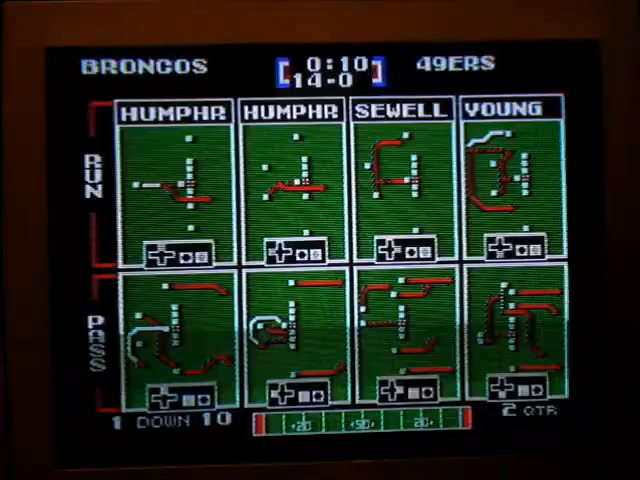 BRONCOS 0:10 49ERS
14-0
HUMPHR HUMPHR SEWELL YOUNG
RUN
PASS
1 DOWN 10 2 QTR
20 50 20